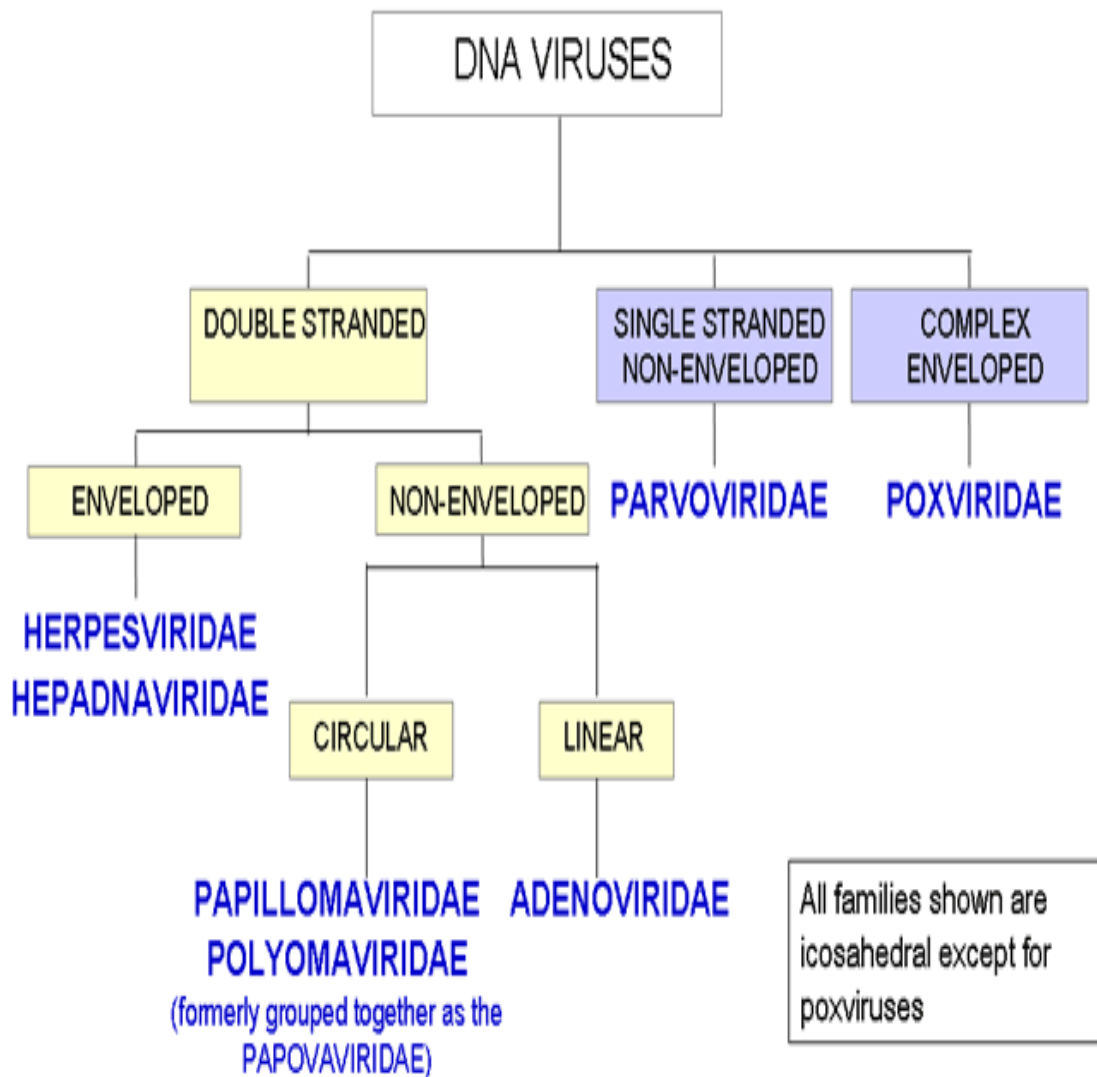 DNA VIRUSES
DOUBLE STRANDED
SINGLE STRANDED
NON-ENVELOPED
COMPLEX
ENVELOPED
ENVELOPED
NON-ENVELOPED
PARVOVIRIDAE
POXVIRIDAE
HERPESVIRIDAE
HEPADNAVIRIDAE
CIRCULAR
LINEAR
PAPILLOMAVIRIDAE
POLYOMAVIRIDAE
(formerly grouped together as the
PAPOVAVIRIDAE)
ADENOVIRIDAE
All families shown are
icosahedral except for
poxviruses